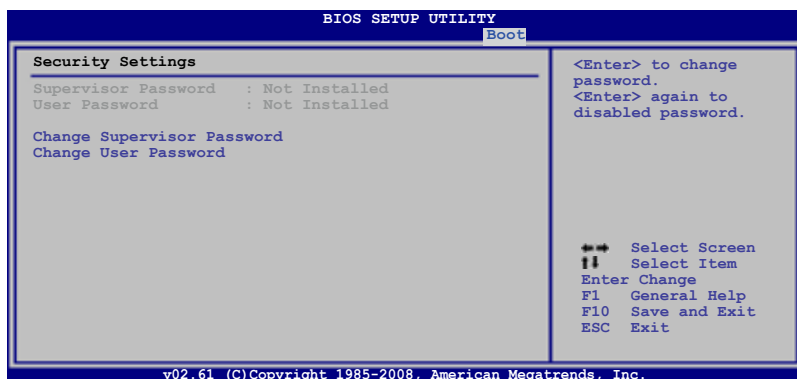 BIOS SETUP UTILITY
Boot
Security Settings
Supervisor Password : Not Installed
User Password : Not Installed
Change Supervisor Password
Change User Password
<Enter> to change
password.
<Enter> again to
disabled password.
Select Screen
Select Item
Enter Change
F1 General Help
F10 Save and Exit
ESC Exit
v02.61 (C)Copyright 1985-2008, American Megatrends, Inc.